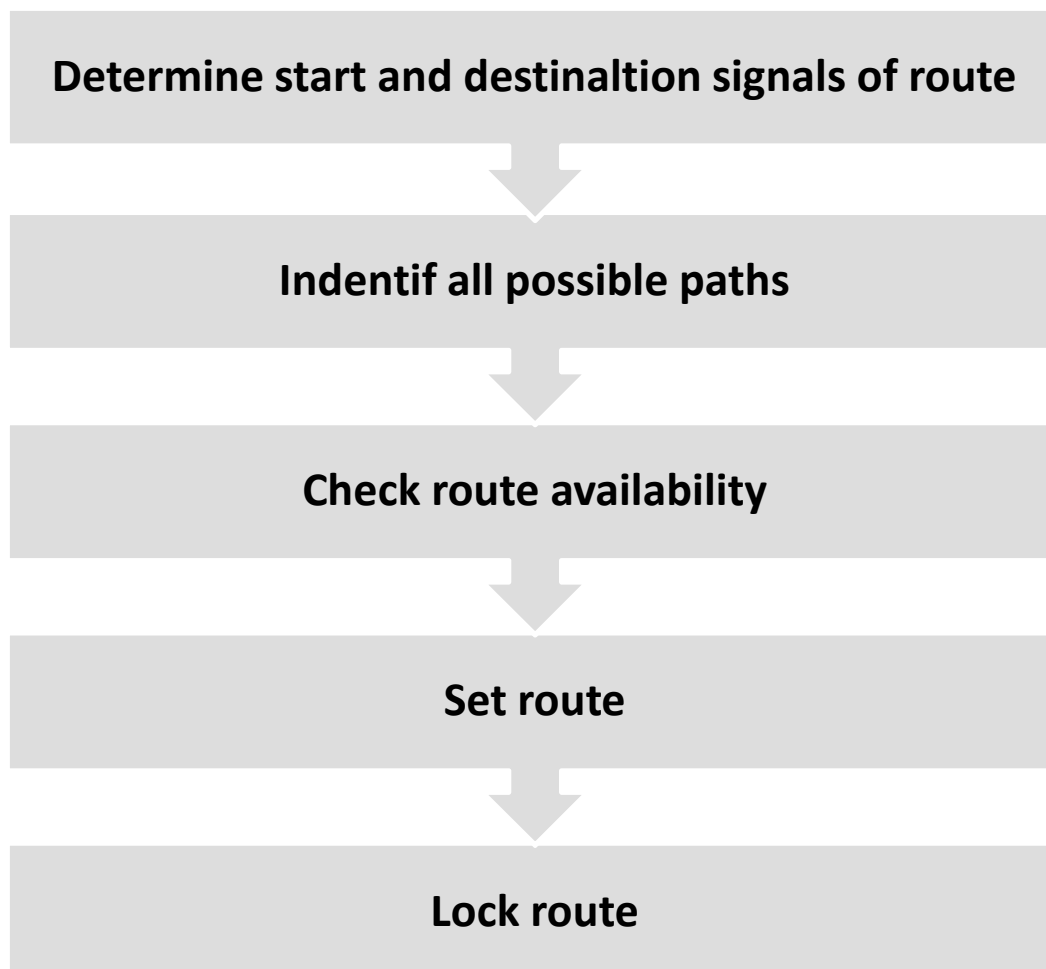 Determine start and destinaltion signals of route
Indentif all possible paths
Check route availability
Set route
Lock route